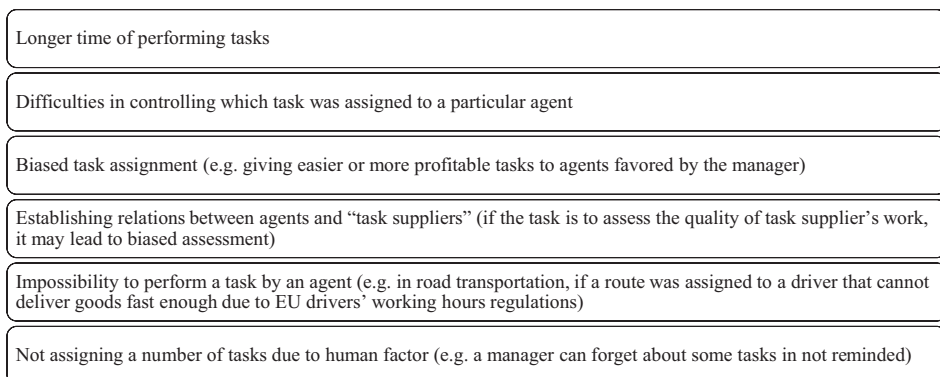 Longer time of performing tasks
Difficulties in controlling which task was assigned to a particular agent
Biased task assignment (e.g. giving easier or more profitable tasks to agents favored by the manager)
Establishing relations between agents and “task suppliers” (if the task is to assess the quality of task supplier’s work,
it may lead to biased assessment)
Impossibility to perform a task by an agent (e.g. in road transportation, if a route was assigned to a driver that cannot
deliver goods fast enough due to EU drivers’ working hours regulations)
Not assigning a number of tasks due to human factor (e.g. a manager can forget about some tasks in not reminded)